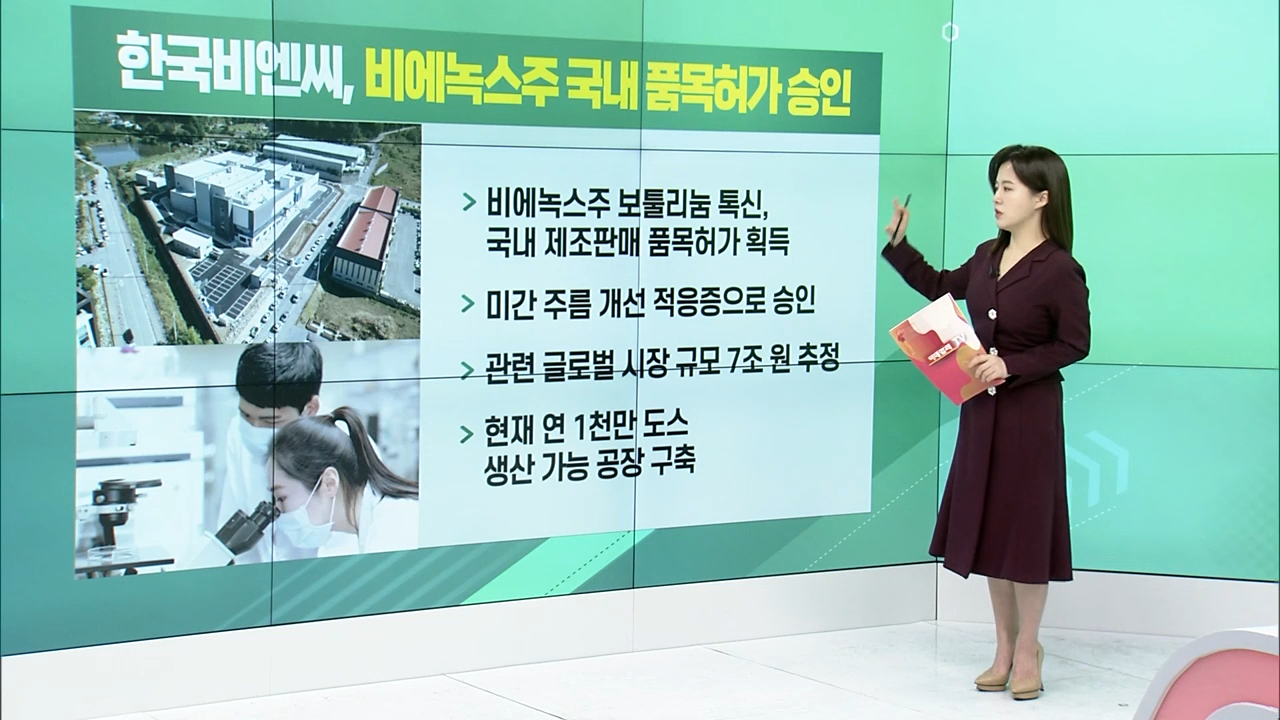 한국비엔씨, 비에녹스주 국내 품목허가 승인
> 비에녹스주 보툴리눔 톡신,
국내 제조판매 품목허가 획득
> 미간 주름 개선 적응증으로 승인
> 관련 글로벌 시장 규모 7조 원 추정
> 현재 연 1천만 도스
생산 가능 공장 구축